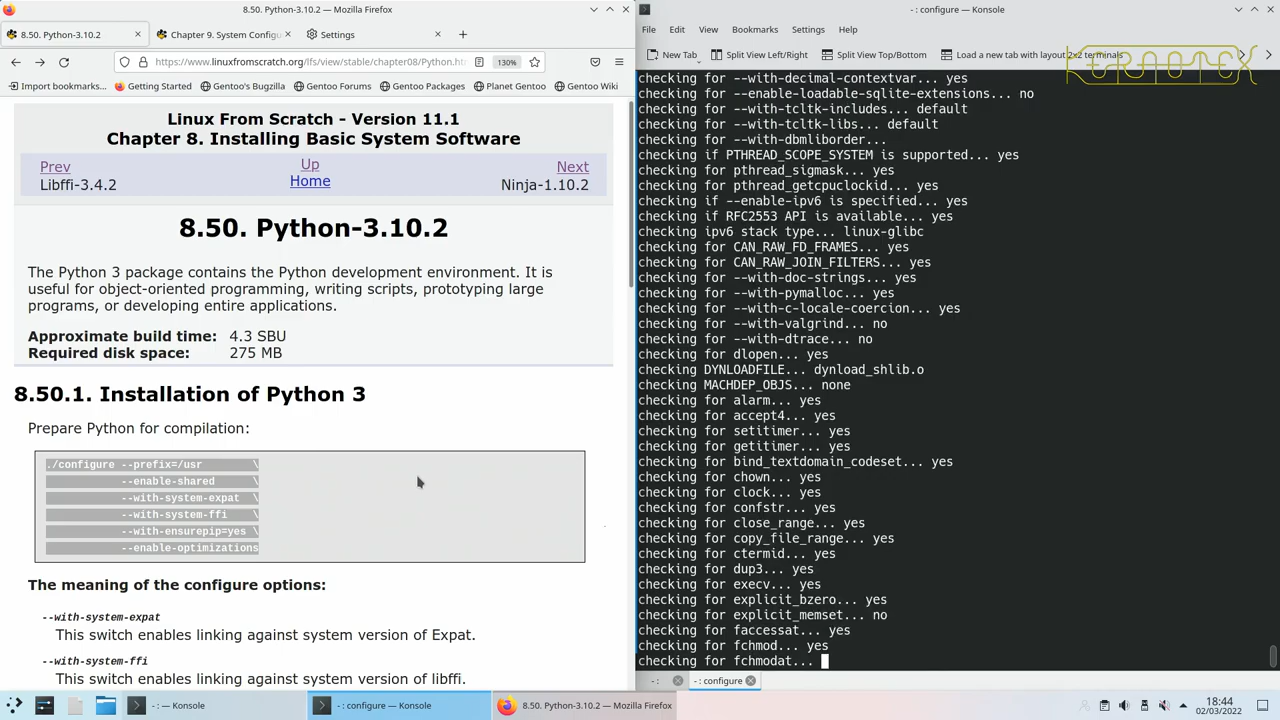 8.50. Python-3.10.2 — Mozilla Firefox
8.50. Python-3.10.2
Chapter 9. System Configu
Settings
https://www.linuxfromscratch.org/lfs/view/stable/chapter08/Python.ht
130%
Import bookmarks...
Getting Started
Gentoo's Bugzilla
Gentoo Forums
Gentoo Packages
Planet Gentoo
Gentoo Wiki
Linux From Scratch - Version 11.1
Chapter 8. Installing Basic System Software
Prev
Up
Next
Libffi-3.4.2
Home
Ninja-1.10.2
8.50. Python-3.10.2
The Python 3 package contains the Python development environment. It is
useful for object-oriented programming, writing scripts, prototyping large
programs, or developing entire applications.
Approximate build time: 4.3 SBU
Required disk space: 275 MB
8.50.1. Installation of Python 3
Prepare Python for compilation:
./configure --prefix=/usr \
--enable-shared \
--with-system-expat \
--with-system-ffi \
--with-ensurepip=yes \
--enable-optimizations
The meaning of the configure options:
--with-system-expat
This switch enables linking against system version of Expat.
--with-system-ffi
This switch enables linking against system version of libffi.
- : configure — Konsole
File Edit View Bookmarks Settings Help
New Tab
Split View Left/Right
Split View Top/Bottom
Load a new tab with layout 2x2 terminals
KERNOTEX
checking for --with-decimal-contextvar... yes
checking for --enable-loadable-sqlite-extensions... no
checking for --with-tcltk-includes... default
checking for --with-tcltk-libs... default
checking for --with-dbmliborder...
checking if PTHREAD_SCOPE_SYSTEM is supported... yes
checking for pthread_sigmask... yes
checking for pthread_getcpuclockid... yes
checking if --enable-ipv6 is specified... yes
checking if RFC2553 API is available... yes
checking ipv6 stack type... linux-glibc
checking for CAN_RAW_FD_FRAMES... yes
checking for CAN_RAW_JOIN_FILTERS... yes
checking for --with-doc-strings... yes
checking for --with-pymalloc... yes
checking for --with-c-locale-coercion... yes
checking for --with-valgrind... no
checking for --with-dtrace... no
checking for dlopen... yes
checking DYNLOADFILE... dynload_shlib.o
checking MACHDEP_OBJS... none
checking for alarm... yes
checking for accept4... yes
checking for setitimer... yes
checking for getitimer... yes
checking for bind_textdomain_codeset... yes
checking for chown... yes
checking for clock... yes
checking for confstr... yes
checking for close_range... yes
checking for copy_file_range... yes
checking for ctermid... yes
checking for dup3... yes
checking for execv... yes
checking for explicit_bzero... yes
checking for explicit_memset... no
checking for faccessat... yes
checking for fchmod... yes
checking for fchmodat...
- :
- : configure
- : — Konsole
- : configure — Konsole
8.50. Python-3.10.2 — Mozilla Firefox
18:44
02/03/2022